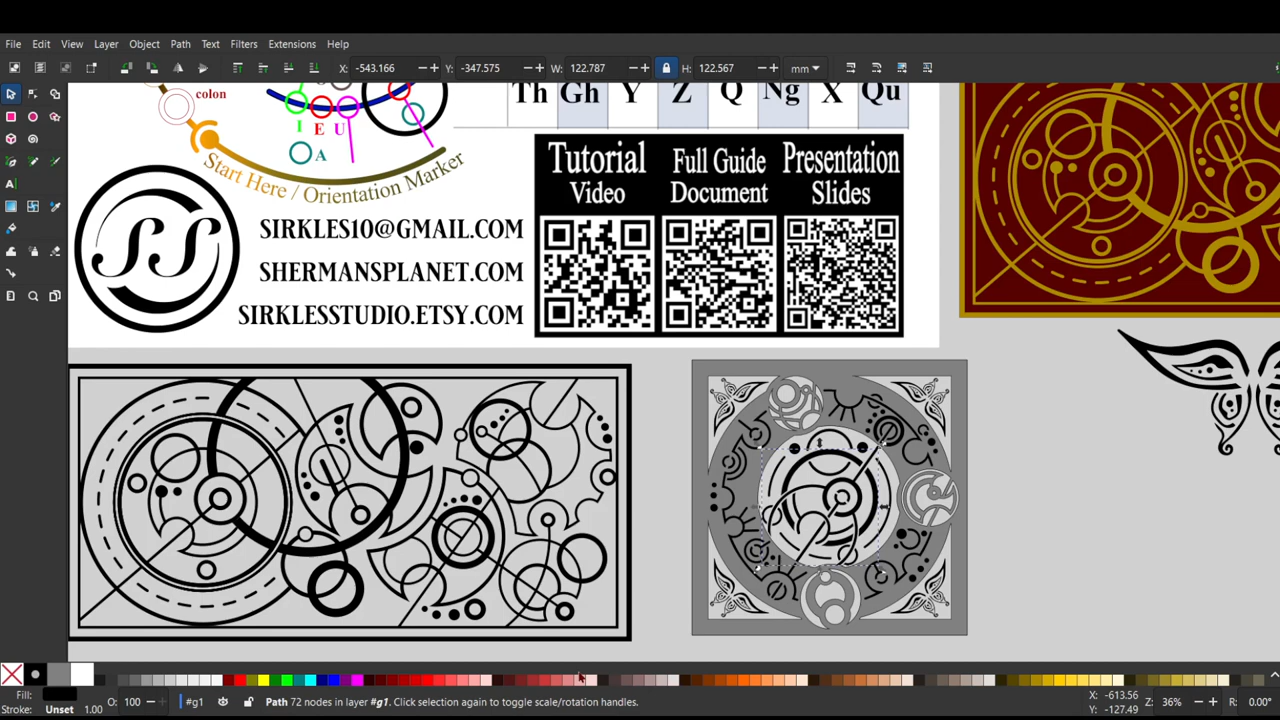 File Edit View Layer Object Path Text Filters Extensions Help
X: -543.166 Y: -347.575 W: 122.787 H: 122.567 mm
colon
I E U
A
Start Here / Orientation Marker
Th Gh Y Z Q Ng X Qu
Tutorial Video
Full Guide Document
Presentation Slides
SS
SIRKLES10@GMAIL.COM
SHERMANSPLANET.COM
SIRKLESSTUDIO.ETSY.COM
Fill:
Stroke: Unset 1.00
O: 100
#g1
Path 72 nodes in layer #g1. Click selection again to toggle scale/rotation handles.
X: -613.56
Y: -127.49
Z: 36%
R: 0.00°